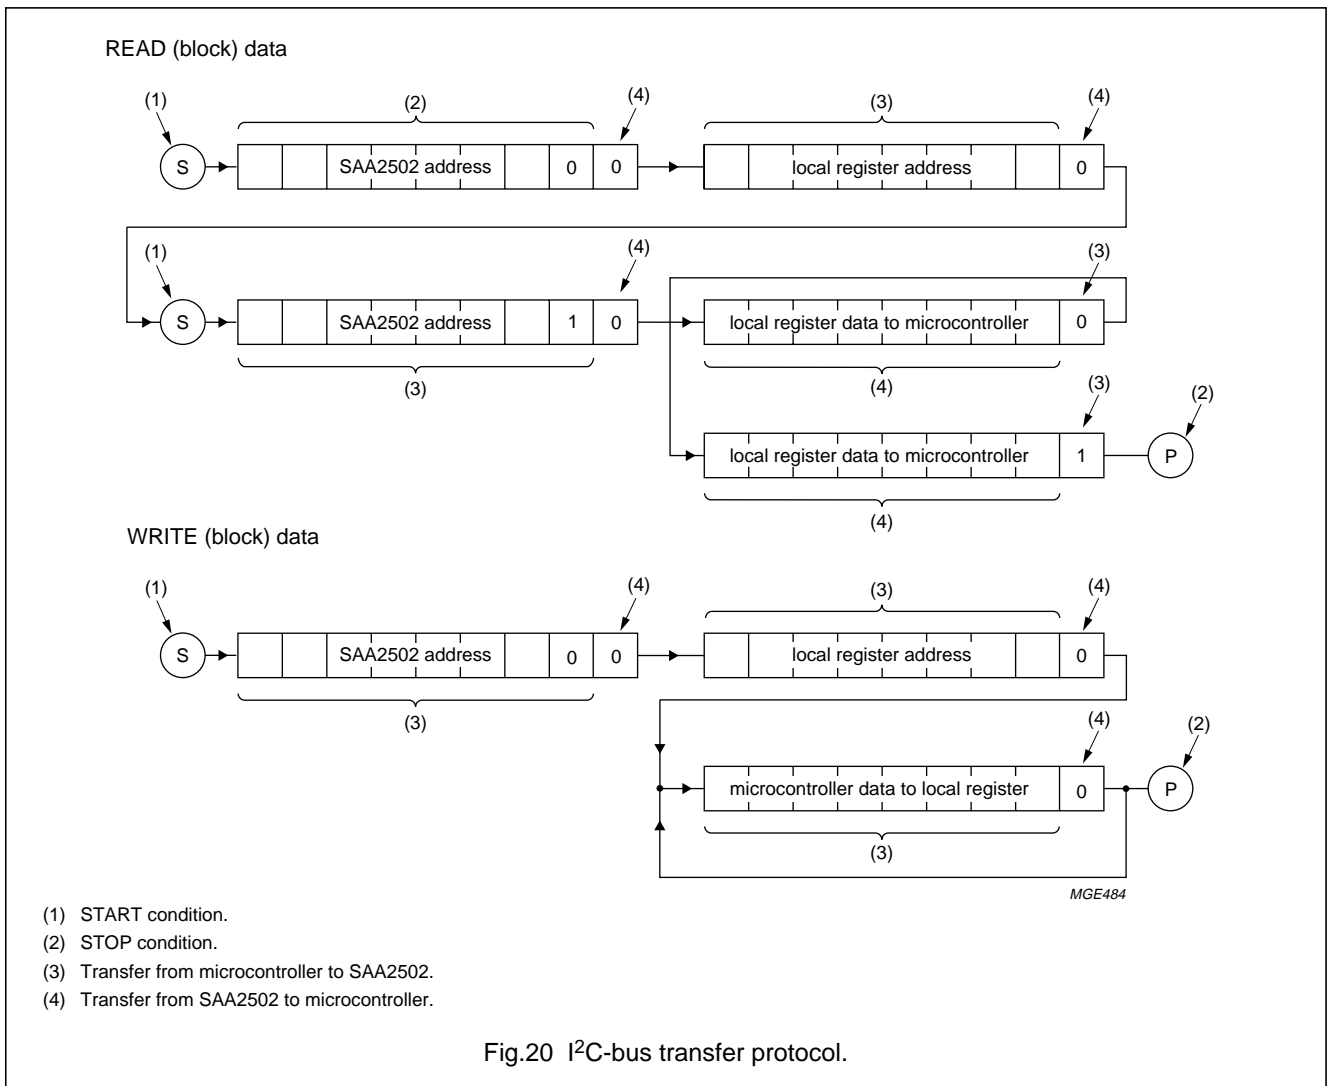 READ (block) data
(1) (2) (4) (3) (4)
S SAA2502 address 0 0 local register address 0
(1) (4) (3)
S SAA2502 address 1 0 local register data to microcontroller 0
(3) (4) (3) (2)
local register data to microcontroller 1 P
(4)
WRITE (block) data
(1) (4) (3) (4)
S SAA2502 address 0 0 local register address 0
(3) (4) (2)
microcontroller data to local register 0 P
(3)
MGE484
(1) START condition.
(2) STOP condition.
(3) Transfer from microcontroller to SAA2502.
(4) Transfer from SAA2502 to microcontroller.
Fig.20 I²C-bus transfer protocol.